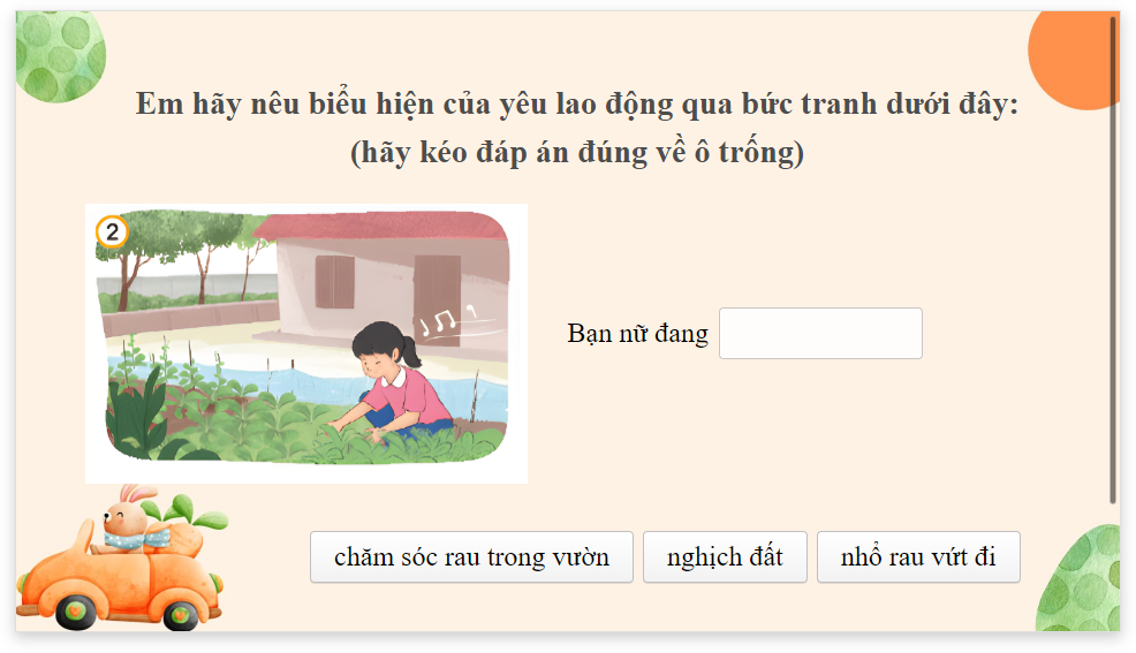 Em hãy nêu biểu hiện của yêu lao động qua bức tranh dưới đây:
(hãy kéo đáp án đúng về ô trống)
2
Bạn nữ đang
chăm sóc rau trong vườn
nghịch đất
nhổ rau vứt đi